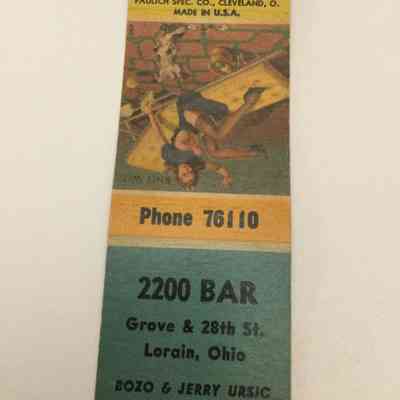 PAULICH SPEC. CO., CLEVELAND, O.
MADE IN U.S.A.
Phone 76110
2200 BAR
Grove & 28th St.
Lorain, Ohio
BOZO & JERRY URSIC